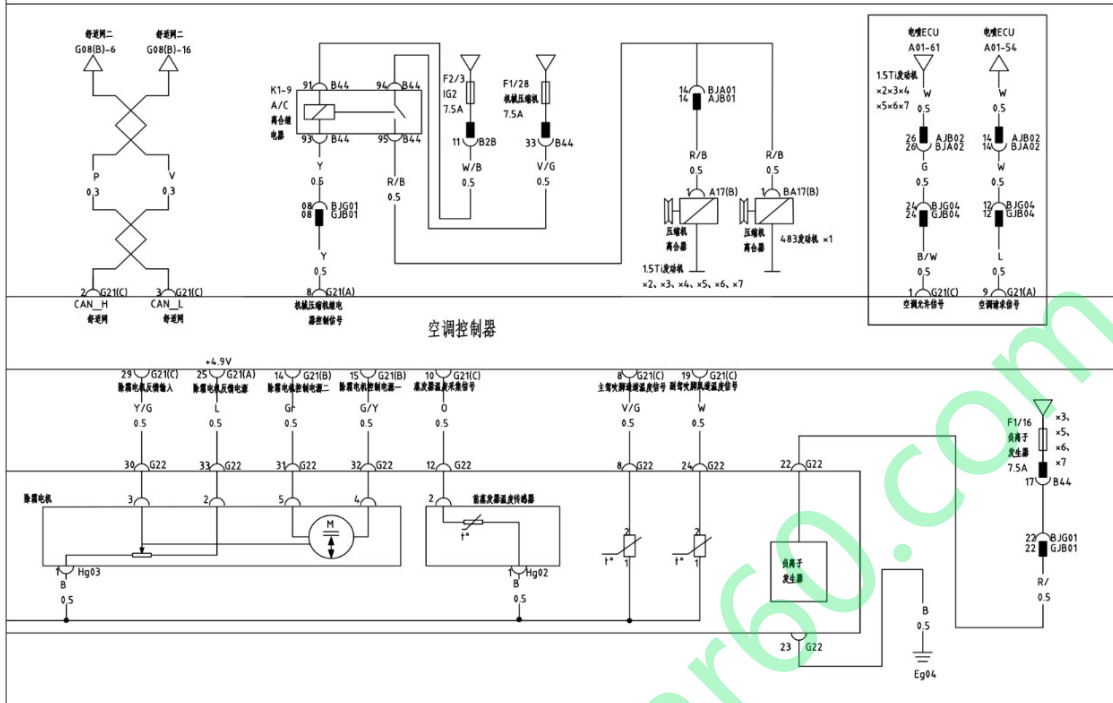 舒适网二
G08(B)-6
舒适网二
G08(B)-16
P
0.3
V
0.3
2 G21(C)
CAN_H
舒适网
3 G21(C)
CAN_L
舒适网
91 B44
94 B44
K1-9
A/C
离合继
电器
93 B44
95 B44
Y
0.5
08 BJG01
08 GJB01
Y
0.5
8 G21(A)
机械压缩机继电
器控制信号
R/B
0.5
F2/3
IG2
7.5A
11 B2B
W/B
0.5
F1/28
机械压缩机
7.5A
33 B44
V/G
0.5
14 BJA01
14 AJB01
R/B
0.5
1 A17(B)
压缩机
离合器
1.5Ti发动机
×2、×3、×4、×5、×6、×7
R/B
0.5
1 BA17(B)
压缩机
离合器
483发动机 ×1
电喷ECU
A01-61
1.5Ti发动机
×2×3×4
×5×6×7
W
0.5
26 AJB02
26 BJA02
G
0.5
24 BJG04
24 GJB04
B/W
0.5
1 G21(C)
空调允许信号
电喷ECU
A01-54
W
0.5
14 AJB02
14 BJA02
W
0.5
12 BJG04
12 GJB04
L
0.5
9 G21(A)
空调请求信号
空调控制器
29 G21(C)
除霜电机反馈输入
Y/G
0.5
30 G22
+4.9V
25 G21(A)
除霜电机反馈电源
L
0.5
33 G22
14 G21(B)
除霜电机控制电源二
Gr
0.5
31 G22
15 G21(B)
除霜电机控制电源一
G/Y
0.5
32 G22
10 G21(C)
蒸发器温度采集信号
O
0.5
12 G22
8 G21(C)
主驾吹脚通道温度信号
V/G
0.5
8 G22
19 G21(C)
副驾吹脚通道温度信号
W
0.5
24 G22
22 G22
除霜电机
3
2
5
4
M
1 Hg03
B
0.5
前蒸发器温度传感器
2
t°
1 Hg02
B
0.5
2
t°
1
2
t°
1
负离子
发生器
23 G22
B
0.5
Eg04
F1/16
负离子
发生器
7.5A
×3、
×5、
×6、
×7
17 B44
22 BJG01
22 GJB01
R/
0.5
r60.com